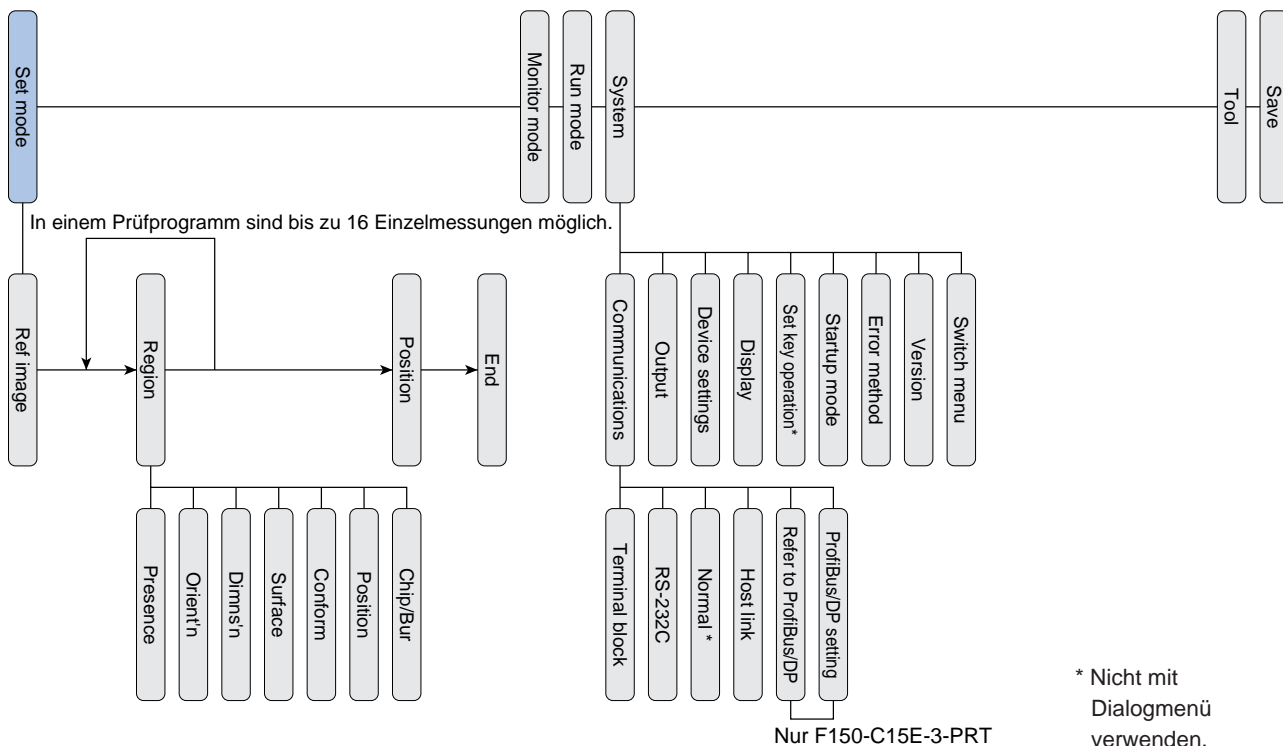 Set mode
Monitor mode
Run mode
System
Tool
Save
In einem Prüfprogramm sind bis zu 16 Einzelmessungen möglich.
Ref image
Region
Position
End
Communications
Output
Device settings
Display
Set key operation*
Startup mode
Error method
Version
Switch menu
Presence
Orient'n
Dimns'n
Surface
Conform
Position
Chip/Bur
Terminal block
RS-232C
Normal *
Host link
Refer to ProfiBus/DP
ProfiBus/DP setting
Nur F150-C15E-3-PRT
* Nicht mit
Dialogmenü
verwenden.